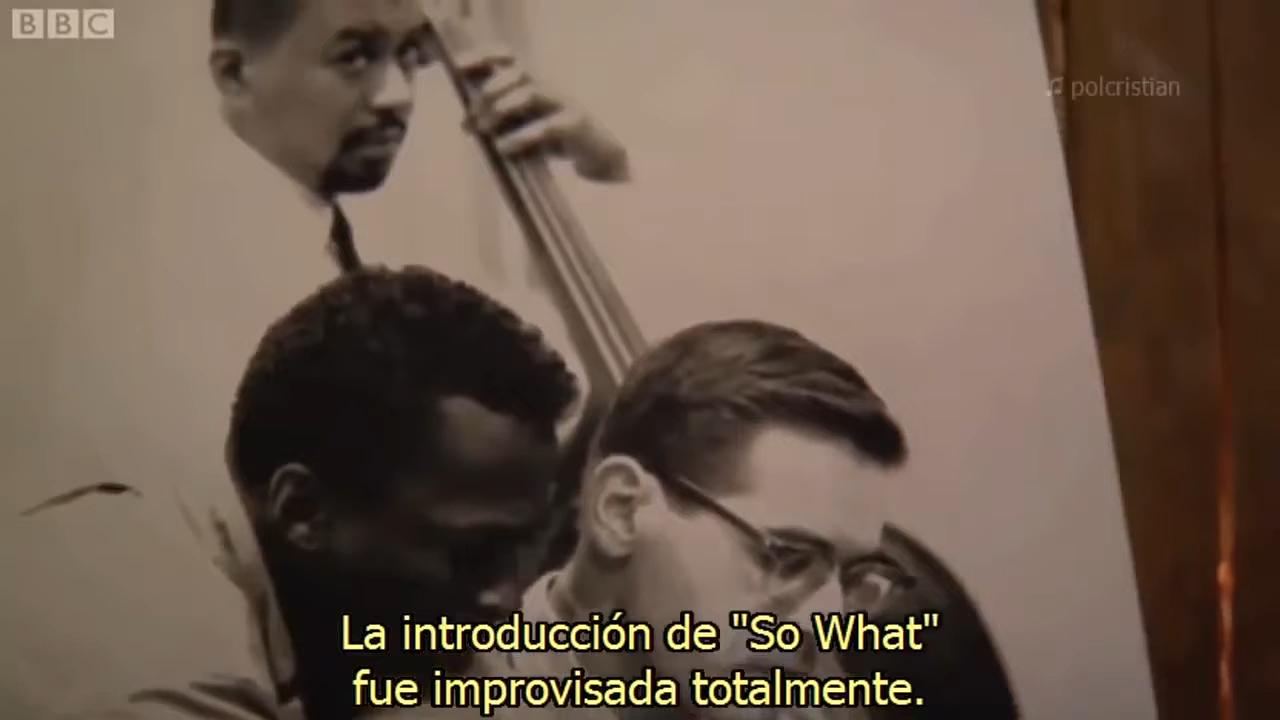 BBC
♫ polcristian
La introducción de "So What"
fue improvisada totalmente.